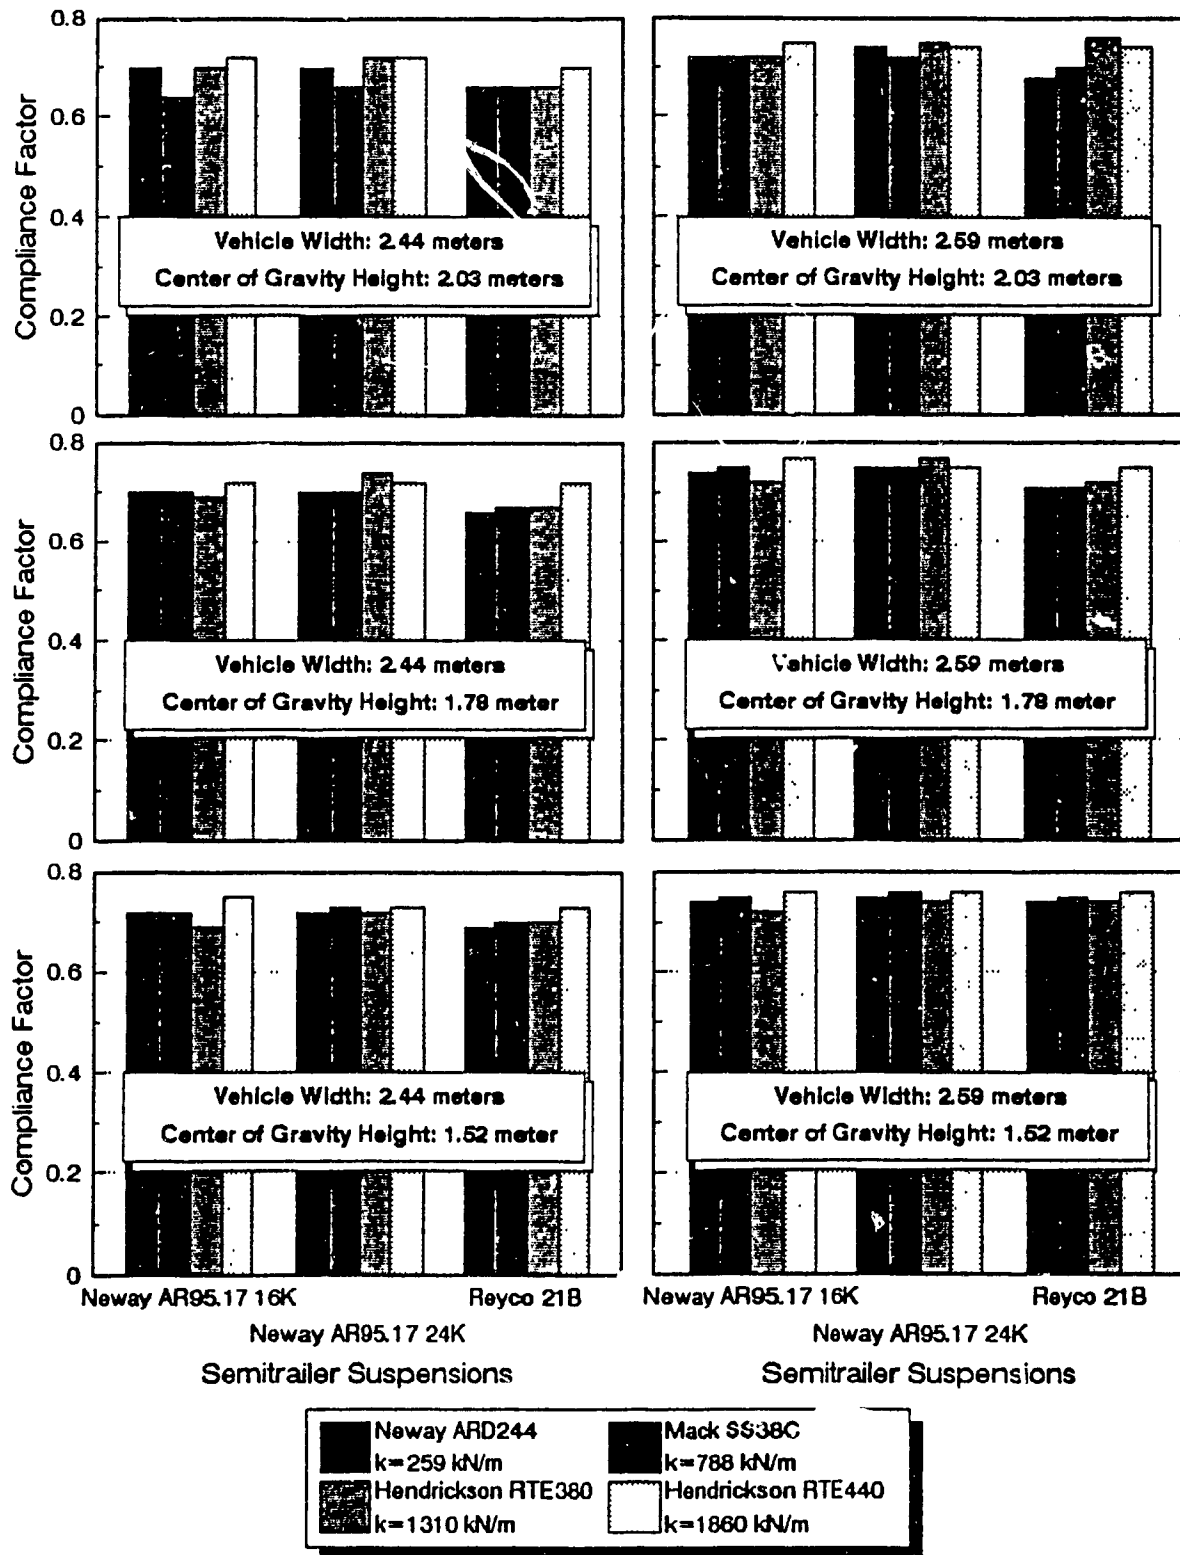 0.8
0.6
0.4
0.2
0
Compliance Factor
Vehicle Width: 2.44 meters
Center of Gravity Height: 2.03 meters
Vehicle Width: 2.59 meters
Center of Gravity Height: 2.03 meters
0.8
0.6
0.4
0.2
0
Compliance Factor
Vehicle Width: 2.44 meters
Center of Gravity Height: 1.78 meter
Vehicle Width: 2.59 meters
Center of Gravity Height: 1.78 meter
0.8
0.6
0.4
0.2
0
Compliance Factor
Vehicle Width: 2.44 meters
Center of Gravity Height: 1.52 meter
Vehicle Width: 2.59 meters
Center of Gravity Height: 1.52 meter
Neway AR95.17 16K
Reyco 21B
Neway AR95.17 24K
Semitrailer Suspensions
Neway AR95.17 16K
Reyco 21B
Neway AR95.17 24K
Semitrailer Suspensions
Neway ARD244
k=259 kN/m
Mack SS38C
k=788 kN/m
Hendrickson RTE380
k=1310 kN/m
Hendrickson RTE440
k=1860 kN/m